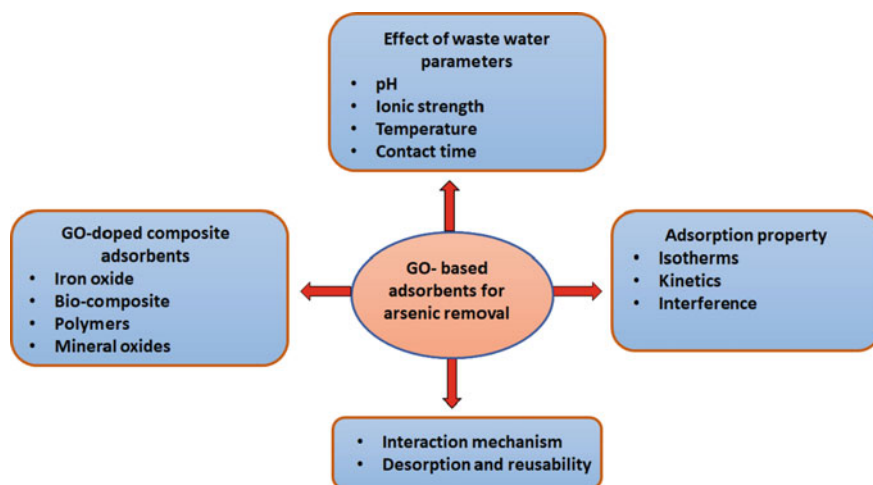 Effect of waste water
parameters
• pH
• Ionic strength
• Temperature
• Contact time
GO-doped composite
adsorbents
• Iron oxide
• Bio-composite
• Polymers
• Mineral oxides
GO- based
adsorbents for
arsenic removal
Adsorption property
• Isotherms
• Kinetics
• Interference
• Interaction mechanism
• Desorption and reusability